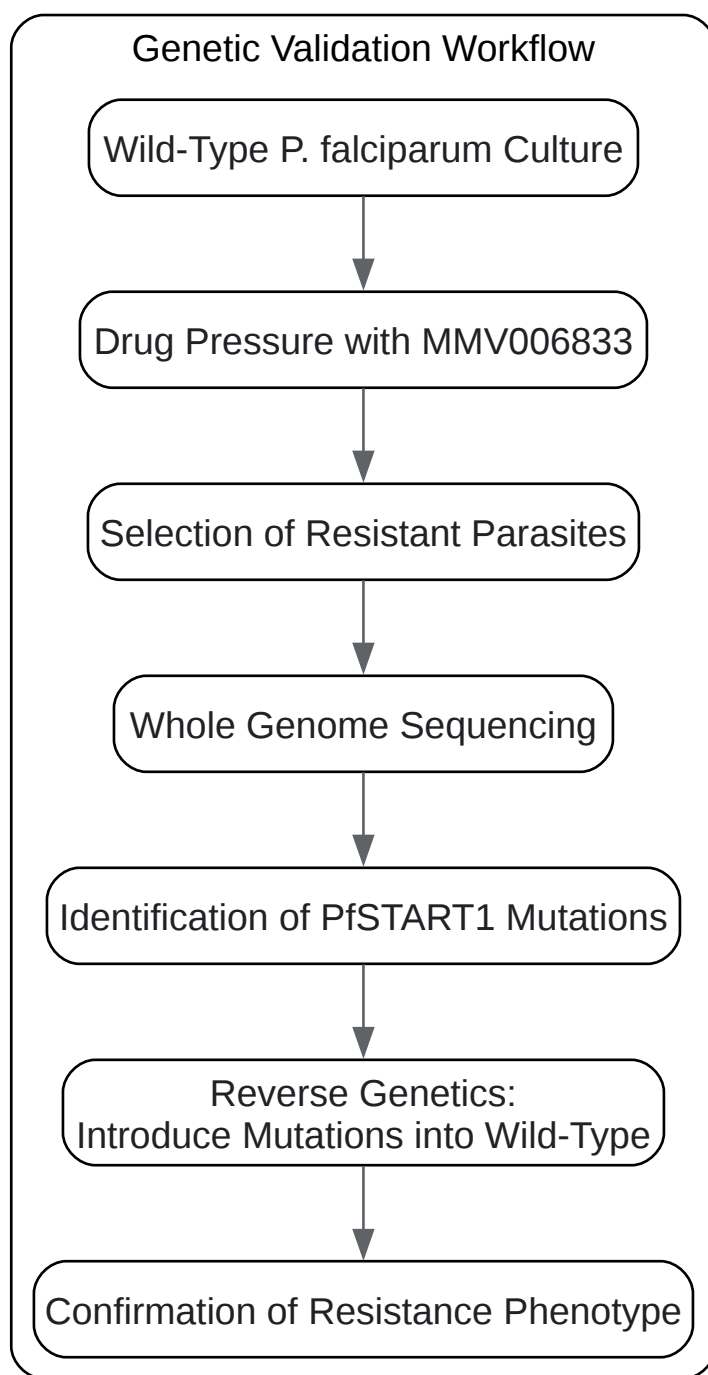 Genetic Validation Workflow
Wild-Type P. falciparum Culture
Drug Pressure with MMV006833
Selection of Resistant Parasites
Whole Genome Sequencing
Identification of PfSTART1 Mutations
Reverse Genetics:
Introduce Mutations into Wild-Type
Confirmation of Resistance Phenotype